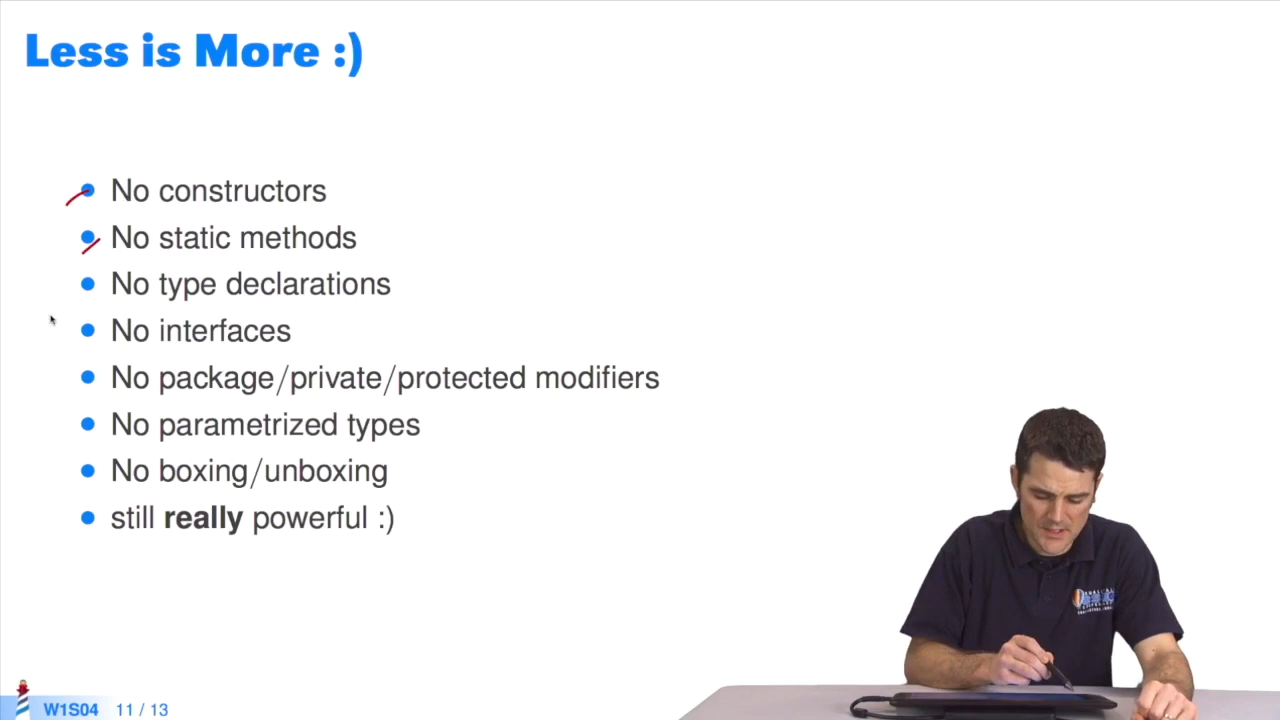 Less is More :)
No constructors
No static methods
No type declarations
No interfaces
No package/private/protected modifiers
No parametrized types
No boxing/unboxing
still really powerful :)
W1S04 11 / 13